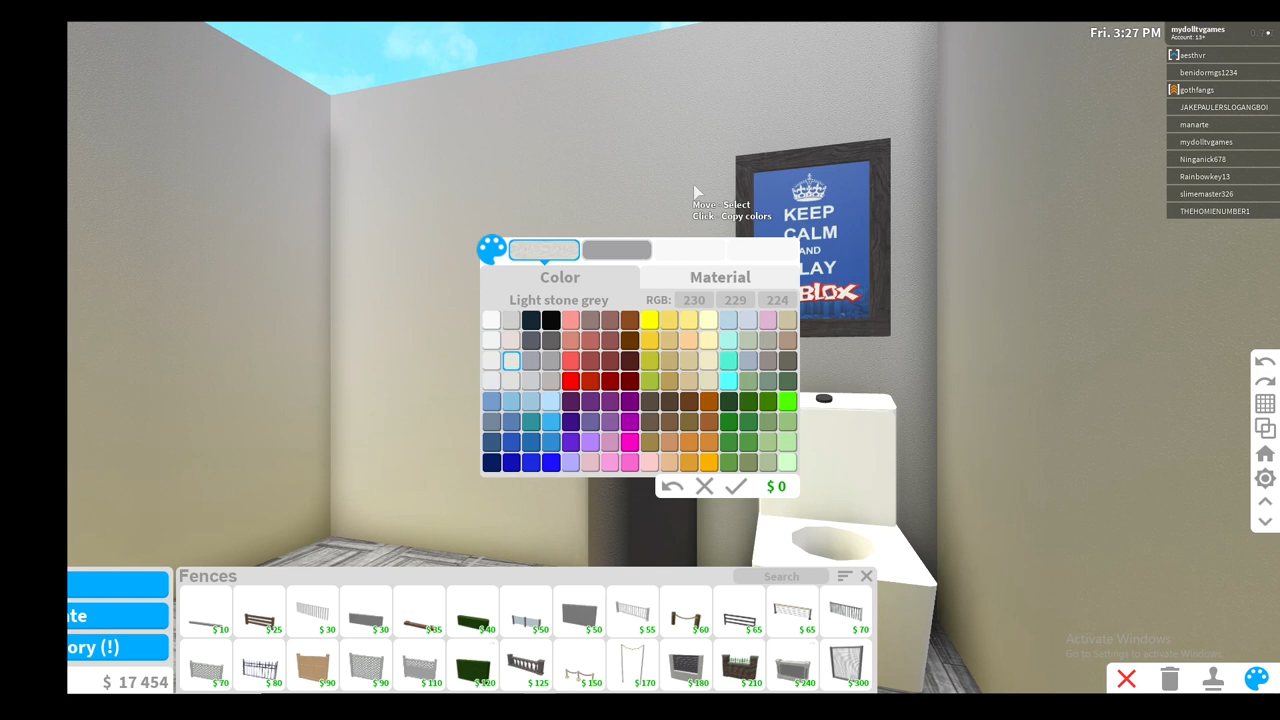 Fri. 3:27 PM
mydolltvgames
Account: 13+
aesthvr
benidormgs1234
gothfangs
JAKEPAULERSLOGANGBOI
manarte
mydolltvgames
Ninganick678
Rainbowkey13
slimemaster326
THEHOMIENUMBER1
Move - Select
Click - Copy colors
KEEP
CALM
AND
LAY
BLOX
Color
Material
Light stone grey
RGB: 230 229 224
$ 0
Fences
Search
$ 10 $ 25 $ 30 $ 30 $ 35 $ 40 $ 50 $ 50 $ 55 $ 60 $ 65 $ 65 $ 70
$ 70 $ 80 $ 90 $ 90 $ 110 $ 120 $ 125 $ 150 $ 170 $ 180 $ 210 $ 240 $ 300
ate
ory (!)
$ 17 454
Activate Windows
Go to Settings to activate Windows.